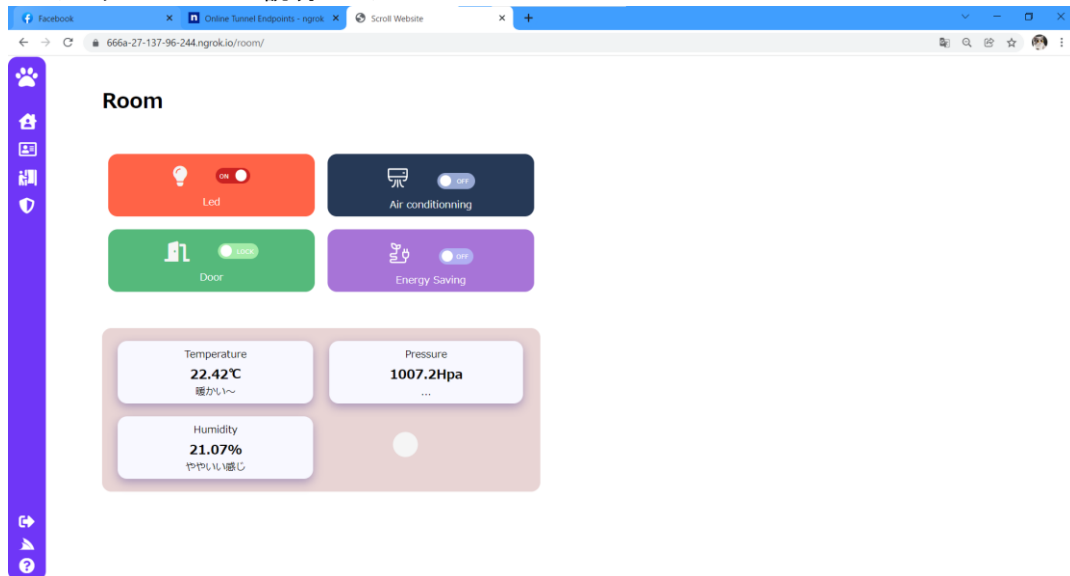 Facebook
Online Tunnel Endpoints - ngrok
Scroll Website
666a-27-137-96-244.ngrok.io/room/
Room
ON
Led
OFF
Air conditionning
LOCK
Door
OFF
Energy Saving
Temperature
22.42℃
暖かい～
Pressure
1007.2Hpa
...
Humidity
21.07%
ややいい感じ